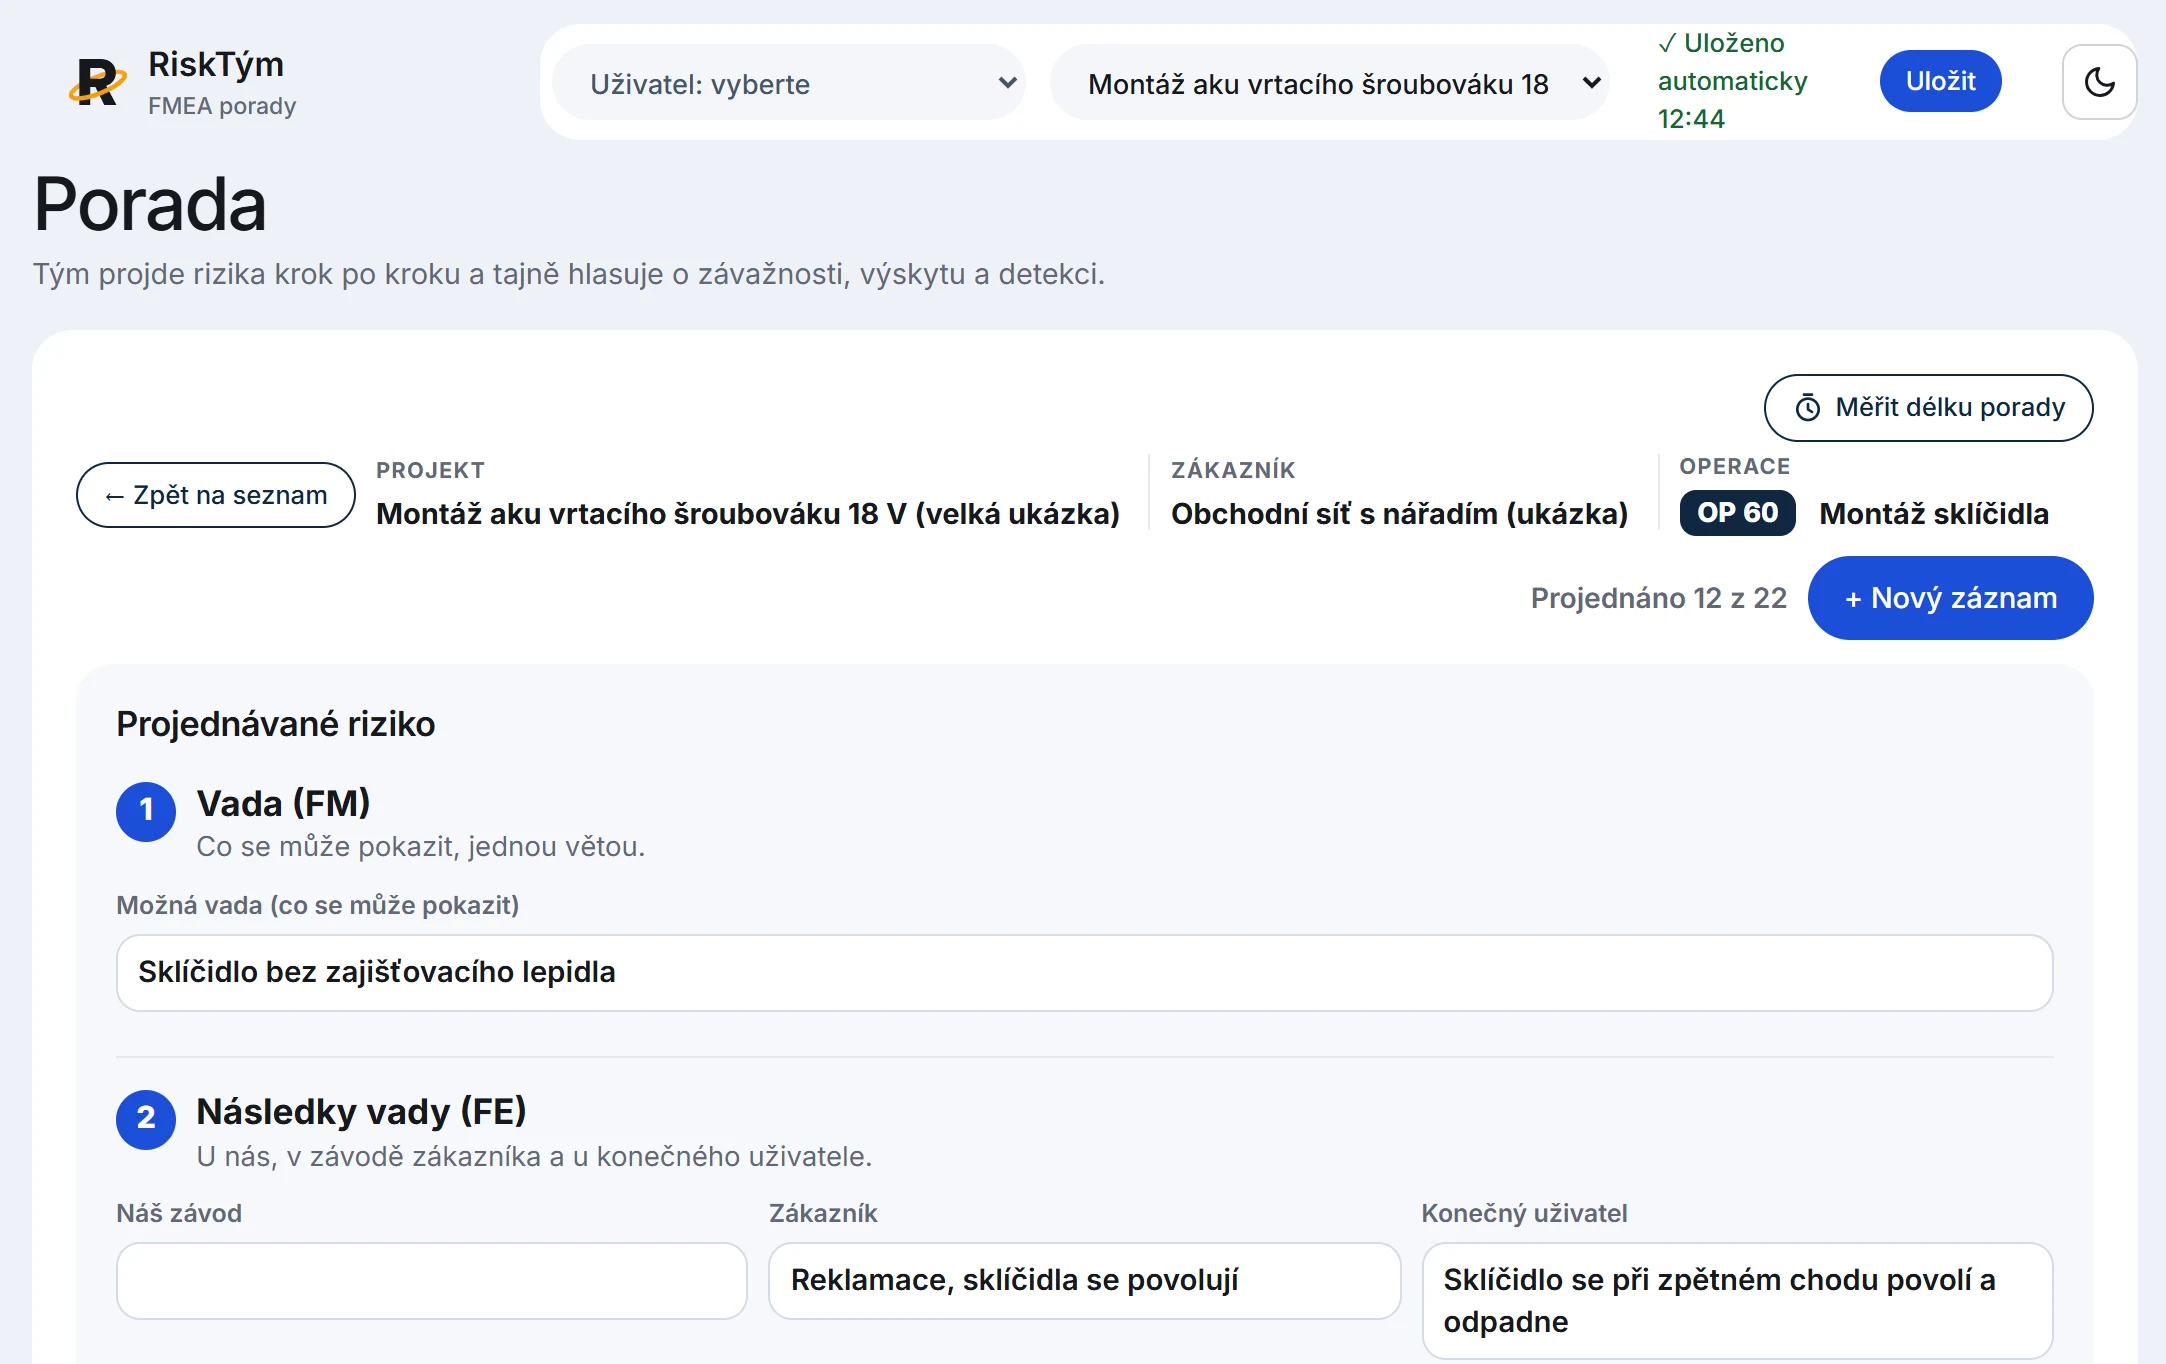 RiskTým
FMEA porady
Uživatel: vyberte
Montáž aku vrtacího šroubováku 18
✓ Uloženo
automaticky
12:44
Uložit
Porada
Tým projde rizika krok po kroku a tajně hlasuje o závažnosti, výskytu a detekci.
Měřit délku porady
← Zpět na seznam
PROJEKT
Montáž aku vrtacího šroubováku 18 V (velká ukázka)
ZÁKAZNÍK
Obchodní síť s nářadím (ukázka)
OPERACE
OP 60 Montáž sklíčidla
Projednáno 12 z 22
+ Nový záznam
Projednávané riziko
1 Vada (FM)
Co se může pokazit, jednou větou.
Možná vada (co se může pokazit)
Sklíčidlo bez zajišťovacího lepidla
2 Následky vady (FE)
U nás, v závodě zákazníka a u konečného uživatele.
Náš závod
Zákazník
Reklamace, sklíčidla se povolují
Konečný uživatel
Sklíčidlo se při zpětném chodu povolí a
odpadne